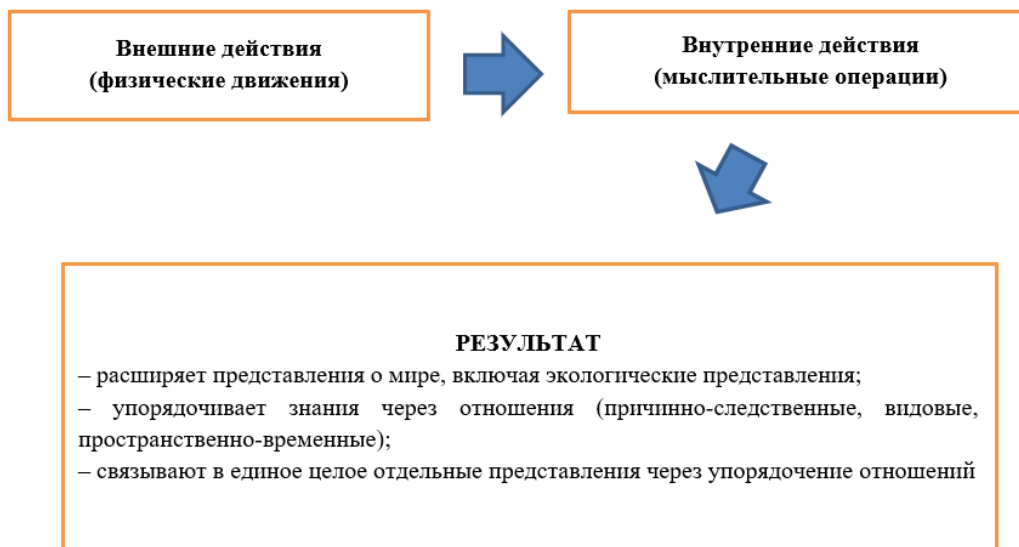 Внешние действия
(физические движения)
Внутренние действия
(мыслительные операции)
РЕЗУЛЬТАТ
– расширяет представления о мире, включая экологические представления;
– упорядочивает знания через отношения (причинно-следственные, видовые,
пространственно-временные);
– связывают в единое целое отдельные представления через упорядочение отношений